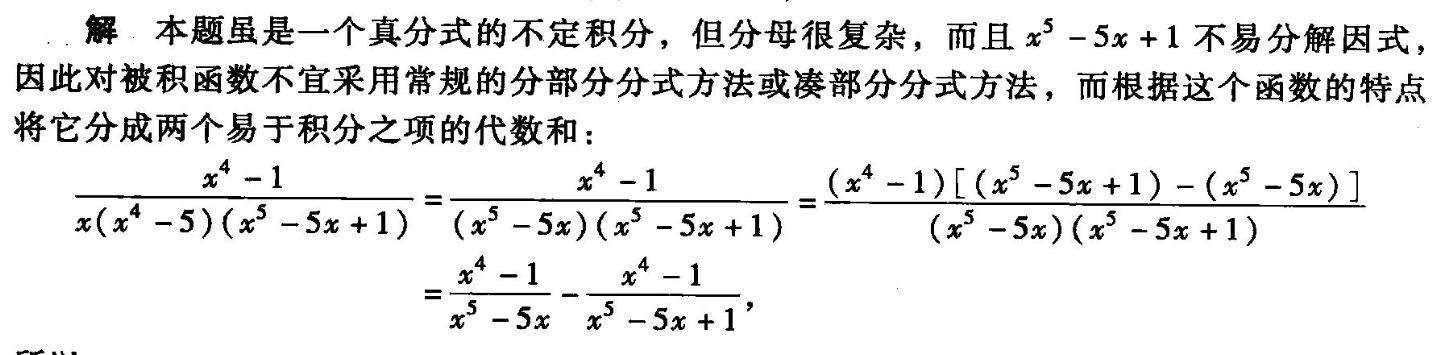 解 本题虽是一个真分式的不定积分，但分母很复杂，而且 x⁵ − 5x + 1 不易分解因式，
因此对被积函数不宜采用常规的分部分分式方法或凑部分分式方法，而根据这个函数的特点
将它分成两个易于积分之项的代数和：
\frac{x^4 - 1}{x(x^4 - 5)(x^5 - 5x + 1)} = \frac{x^4 - 1}{(x^5 - 5x)(x^5 - 5x + 1)} = \frac{(x^4 - 1)[(x^5 - 5x + 1) - (x^5 - 5x)]}{(x^5 - 5x)(x^5 - 5x + 1)}
= \frac{x^4 - 1}{x^5 - 5x} - \frac{x^4 - 1}{x^5 - 5x + 1},